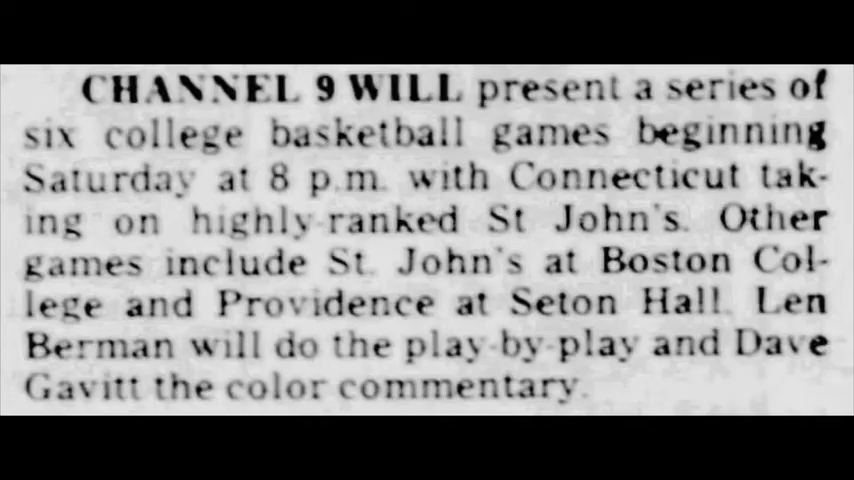 CHANNEL 9 WILL present a series of
six college basketball games beginning
Saturday at 8 p.m. with Connecticut tak-
ing on highly-ranked St John's. Other
games include St. John's at Boston Col-
lege and Providence at Seton Hall. Len
Berman will do the play-by-play and Dave
Gavitt the color commentary.